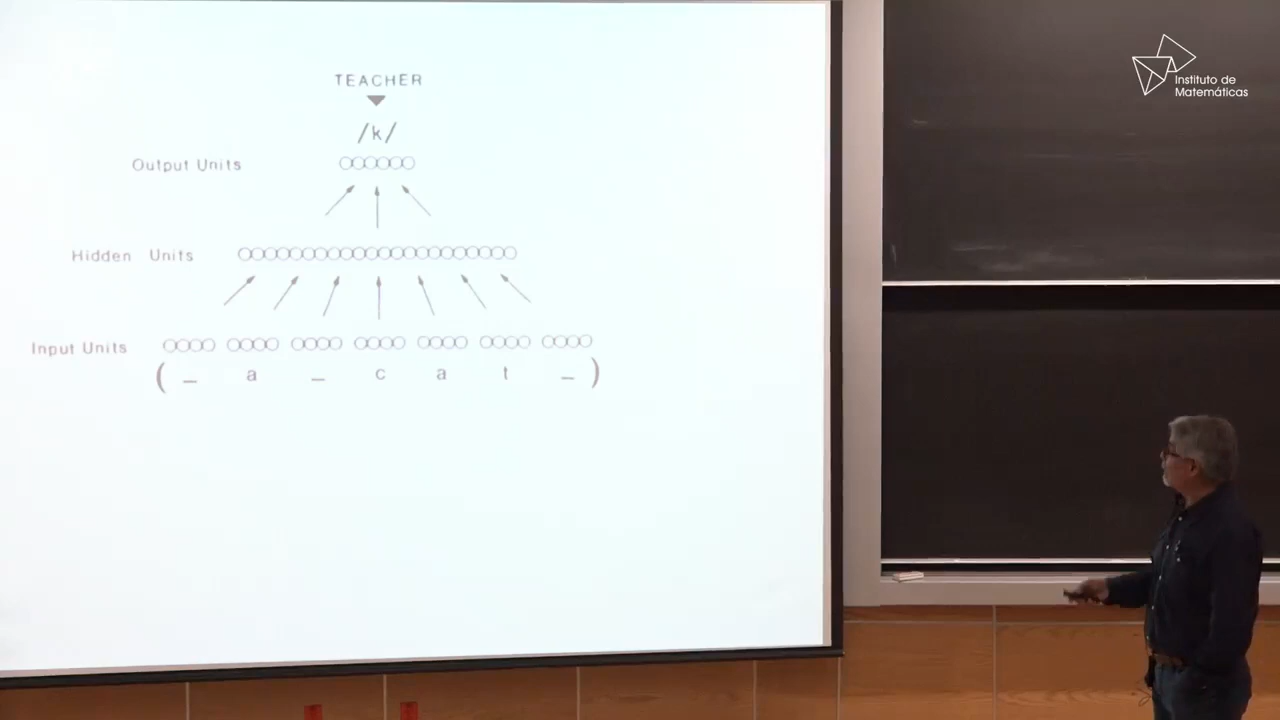 TEACHER
/k/
Output Units
Hidden Units
Input Units
( _ a _ c a t _ )
Instituto de
Matemáticas